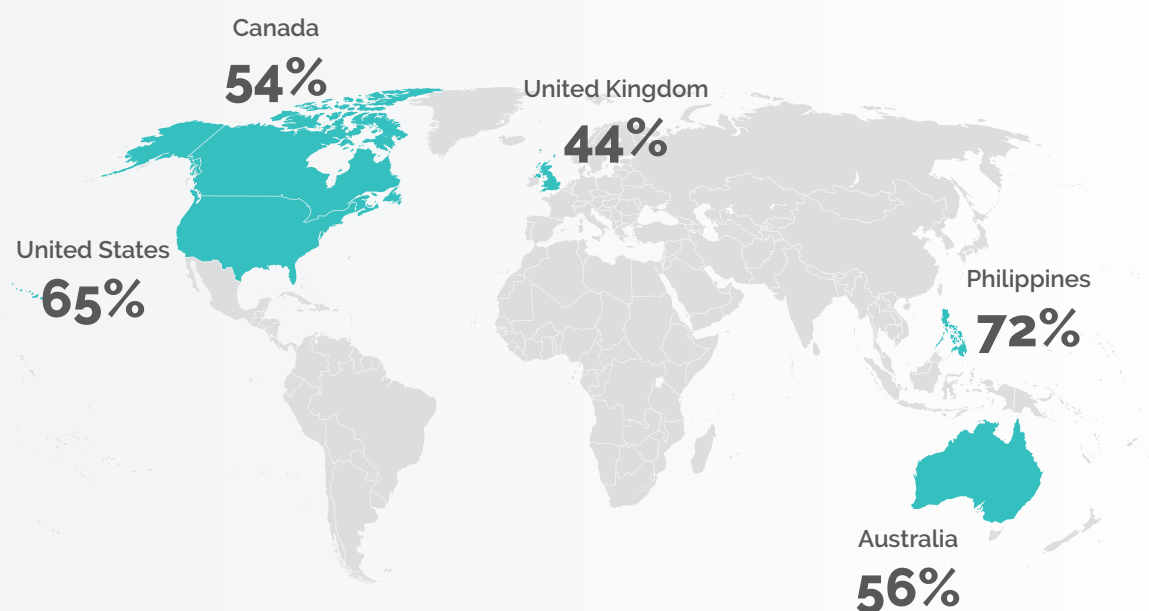 Canada
54%
United Kingdom
44%
United States
65%
Philippines
72%
Australia
56%